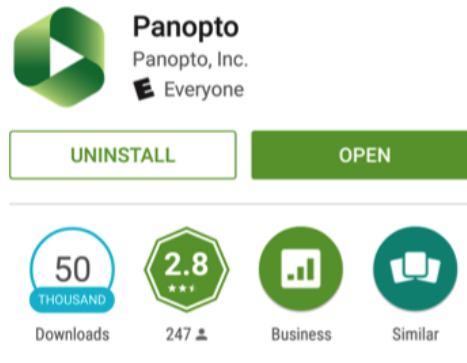 Panopto
Panopto, Inc.
E Everyone
UNINSTALL
OPEN
50
THOUSAND
Downloads
2.8
247
Business
Similar